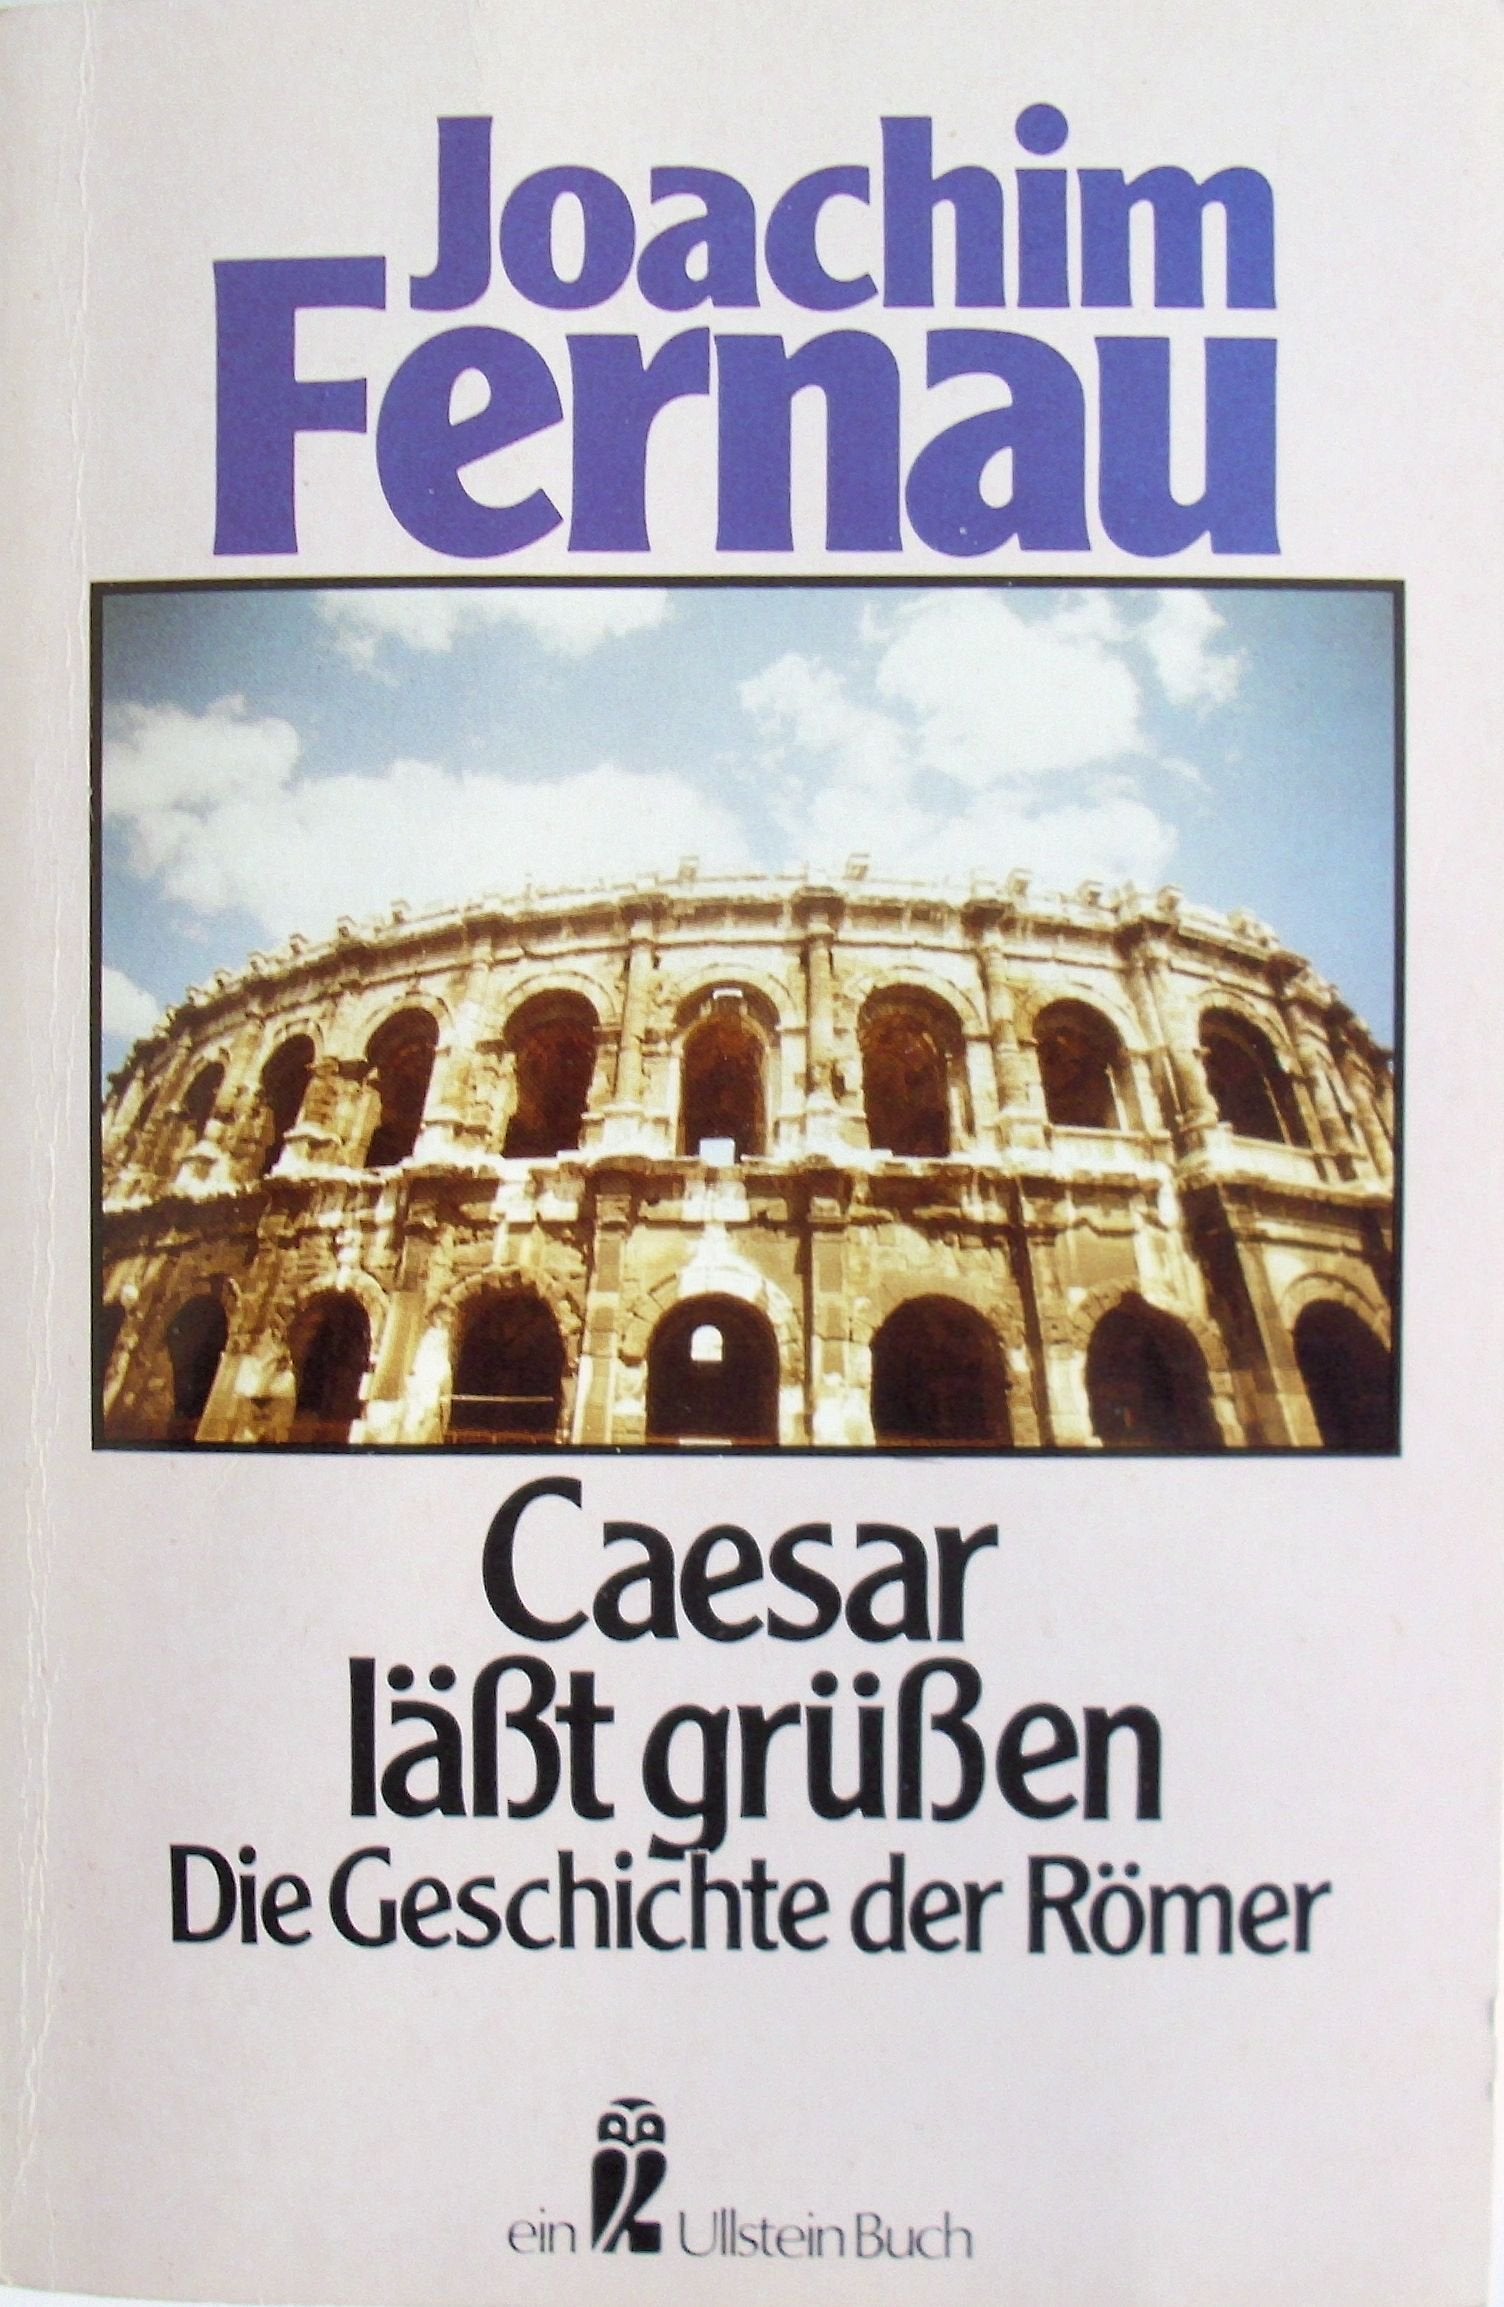 Joachim
Fernau
Caesar
läßt grüßen
Die Geschichte der Römer
ein Ullstein Buch